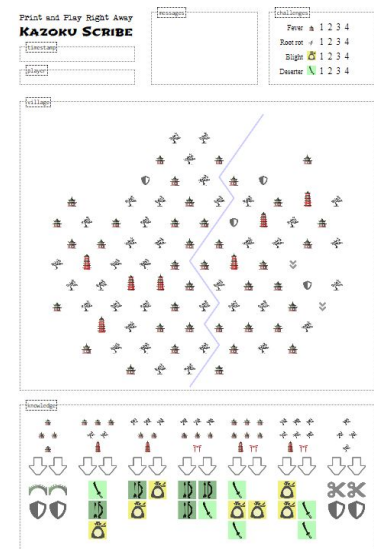 Print and Play Right Away
KAZOKU SCRIBE
timestamp
player
messages
challenges
Fever 1 2 3 4
Root rot 1 2 3 4
Blight 1 2 3 4
Deserter 1 2 3 4
village
knowledge